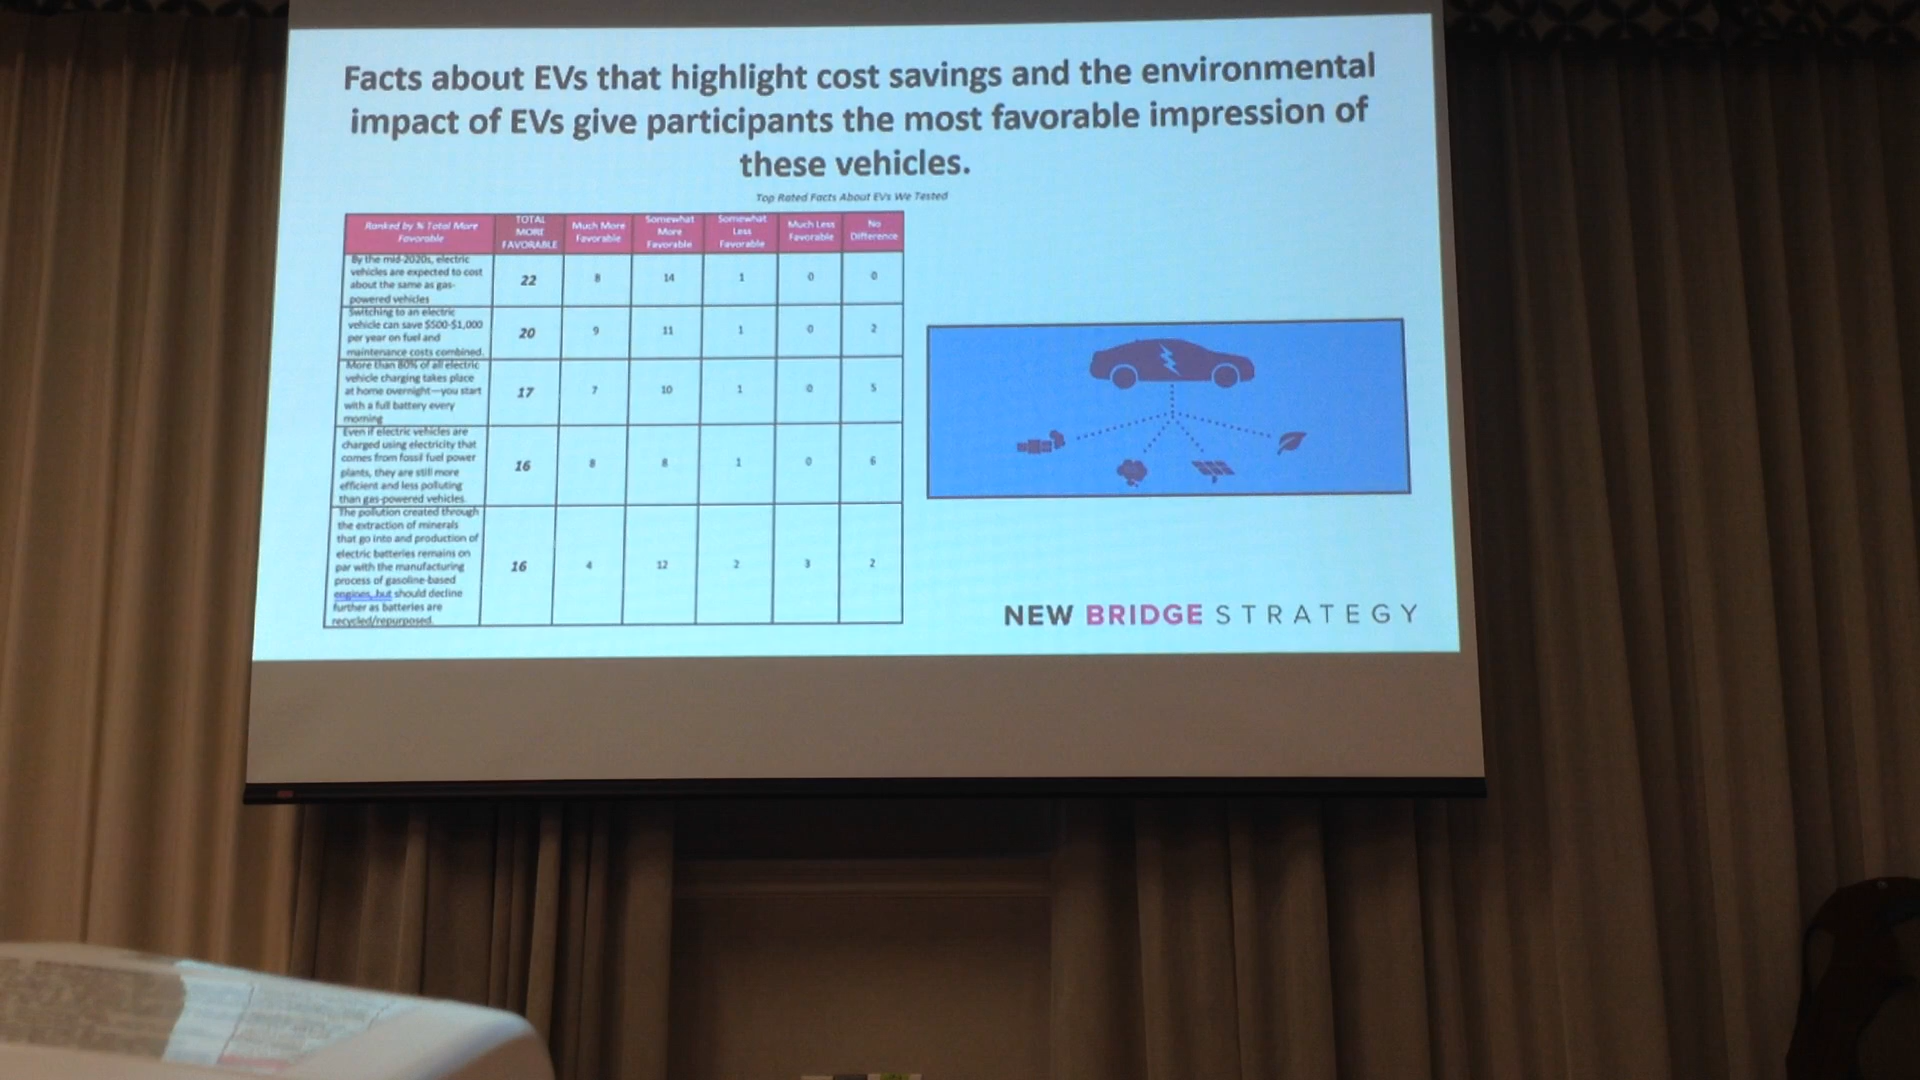 Facts about EVs that highlight cost savings and the environmental
impact of EVs give participants the most favorable impression of
these vehicles.
Top Rated Facts About EVs We Tested
Ranked by % Total More
Favorable
TOTAL
MORE
FAVORABLE
Much More
Favorable
Somewhat
More
Favorable
Somewhat
Less
Favorable
Much Less
Favorable
No
Difference
By the mid-2020s, electric
vehicles are expected to cost
about the same as gas-
powered vehicles
22 8 14 1 0 0
Switching to an electric
vehicle can save $500-$1,000
per year on fuel and
maintenance costs combined.
20 9 11 1 0 2
More than 80% of all electric
vehicle charging takes place
at home overnight—you start
with a full battery every
morning
17 7 10 1 0 5
Even if electric vehicles are
charged using electricity that
comes from fossil fuel power
plants, they are still more
efficient and less polluting
than gas-powered vehicles.
16 8 8 1 0 6
The pollution created through
the extraction of minerals
that go into and production of
electric batteries remains on
par with the manufacturing
process of gasoline-based
engines, but should decline
further as batteries are
recycled/repurposed.
16 4 12 2 3 2
NEW BRIDGE STRATEGY